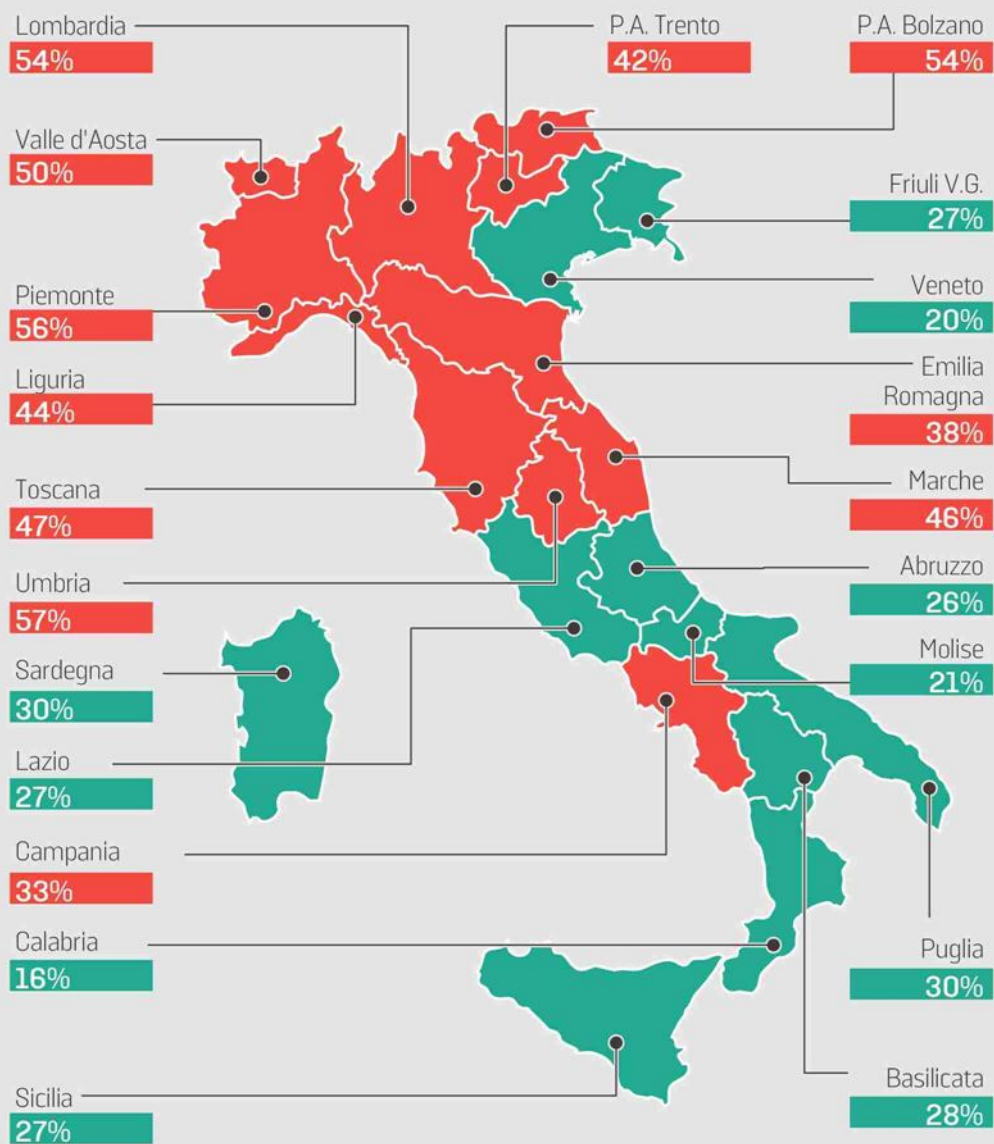 Lombardia
54%
P.A. Trento
42%
P.A. Bolzano
54%
Valle d'Aosta
50%
Friuli V.G.
27%
Piemonte
56%
Veneto
20%
Liguria
44%
Emilia
Romagna
38%
Toscana
47%
Marche
46%
Umbria
57%
Abruzzo
26%
Sardegna
30%
Molise
21%
Lazio
27%
Campania
33%
Calabria
16%
Puglia
30%
Sicilia
27%
Basilicata
28%